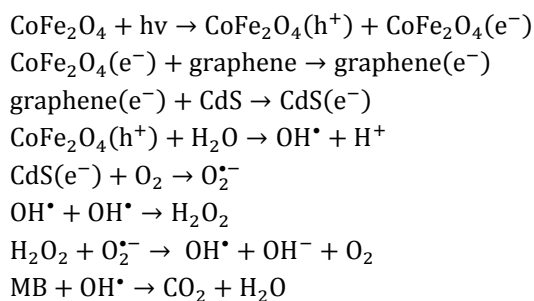 CoFe₂O₄ + hv → CoFe₂O₄(h⁺) + CoFe₂O₄(e⁻)
CoFe₂O₄(e⁻) + graphene → graphene(e⁻)
graphene(e⁻) + CdS → CdS(e⁻)
CoFe₂O₄(h⁺) + H₂O → OH• + H⁺
CdS(e⁻) + O₂ → O₂•⁻
OH• + OH• → H₂O₂
H₂O₂ + O₂•⁻ → OH• + OH⁻ + O₂
MB + OH• → CO₂ + H₂O